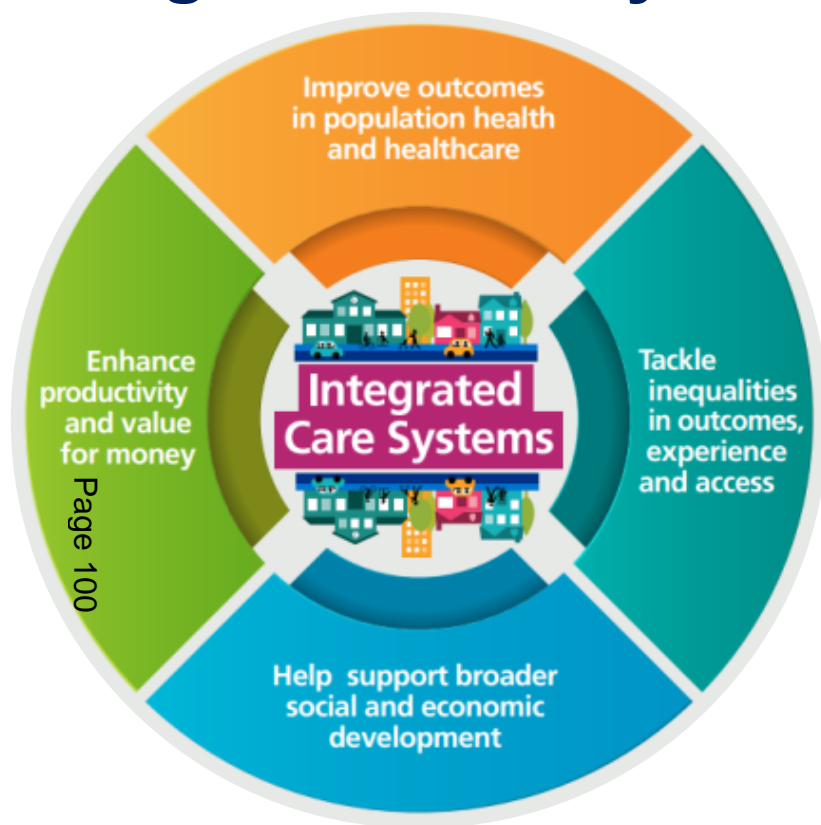 Improve outcomes
in population health
and healthcare
Tackle
inequalities
in outcomes,
experience
and access
Integrated
Care Systems
Enhance
productivity
and value
for money
Page 100
Help support broader
social and economic
development